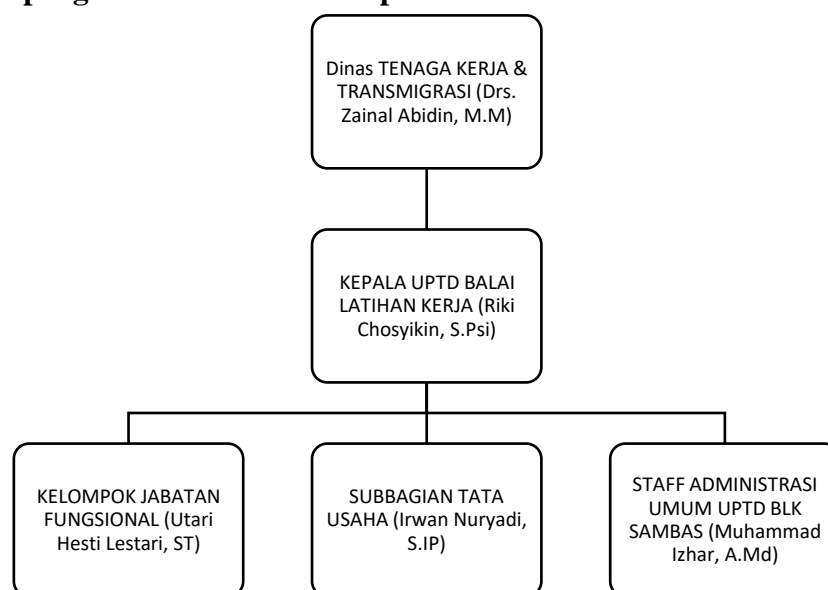 Dinas TENAGA KERJA &
TRANSMIGRASI (Drs.
Zainal Abidin, M.M)
KEPALA UPTD BALAI
LATIHAN KERJA (Riki
Chosyikin, S.Psi)
KELOMPOK JABATAN
FUNGSIONAL (Utari
Hesti Lestari, ST)
SUBBAGIAN TATA
USAHA (Irwan Nuryadi,
S.IP)
STAFF ADMINISTRASI
UMUM UPTD BLK
SAMBAS (Muhammad
Izhar, A.Md)